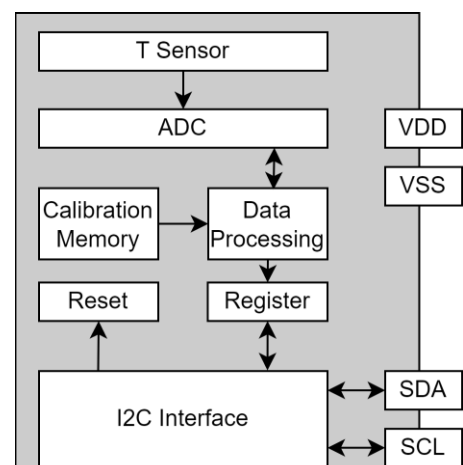 T Sensor
ADC
VDD
VSS
Calibration
Memory
Data
Processing
Reset
Register
I2C Interface
SDA
SCL